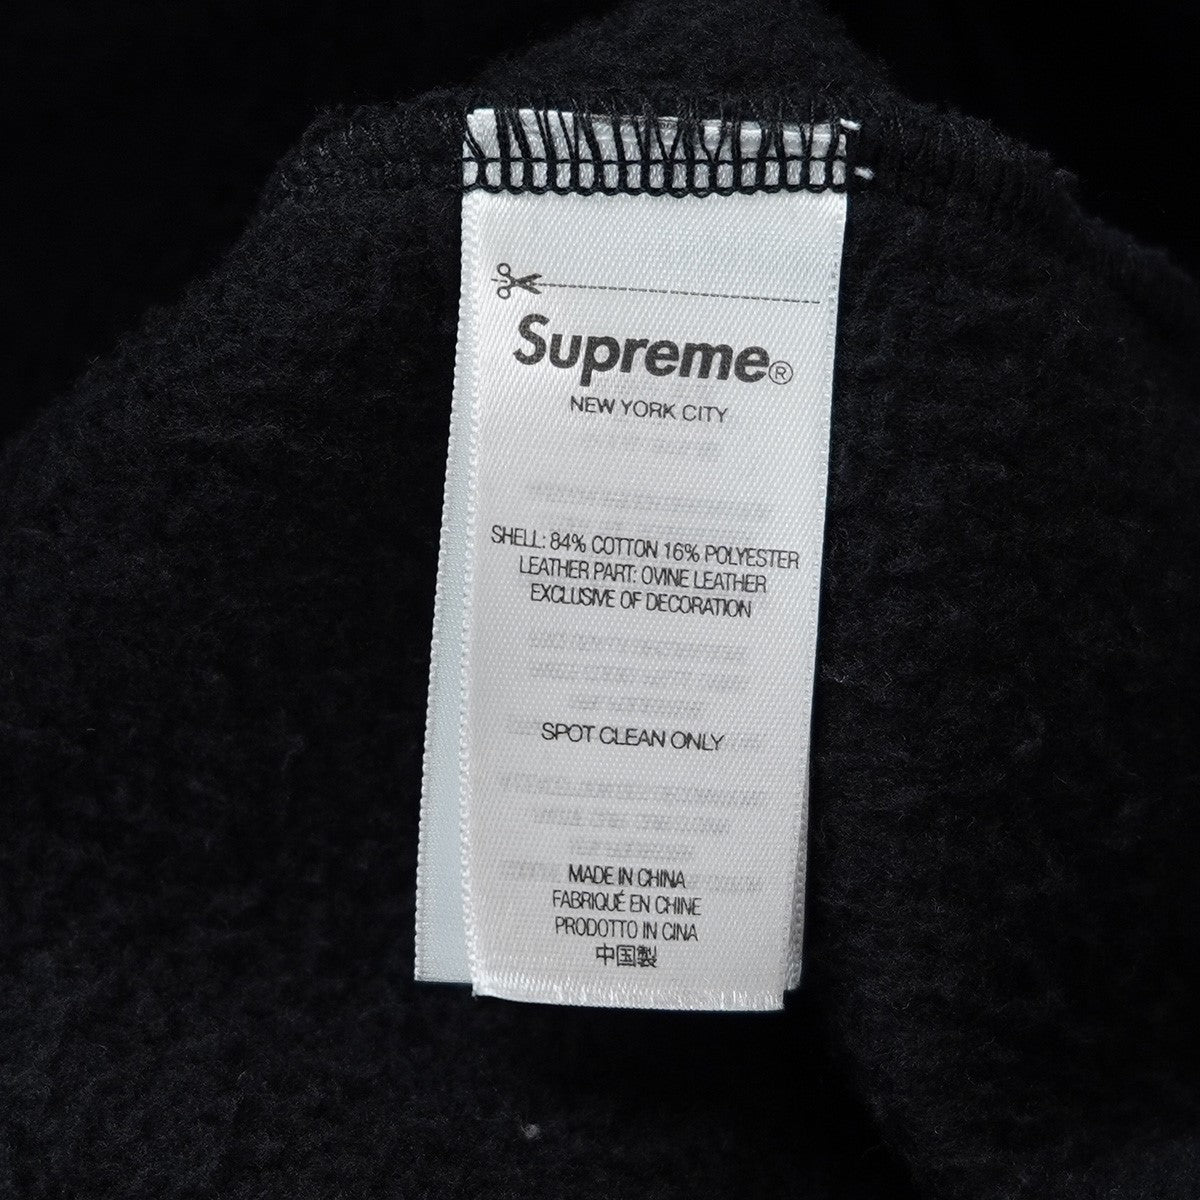 Supreme®
NEW YORK CITY
SHELL: 84% COTTON 16% POLYESTER
LEATHER PART: OVINE LEATHER
EXCLUSIVE OF DECORATION
SPOT CLEAN ONLY
MADE IN CHINA
FABRIQUÉ EN CHINE
PRODOTTO IN CINA
中国製